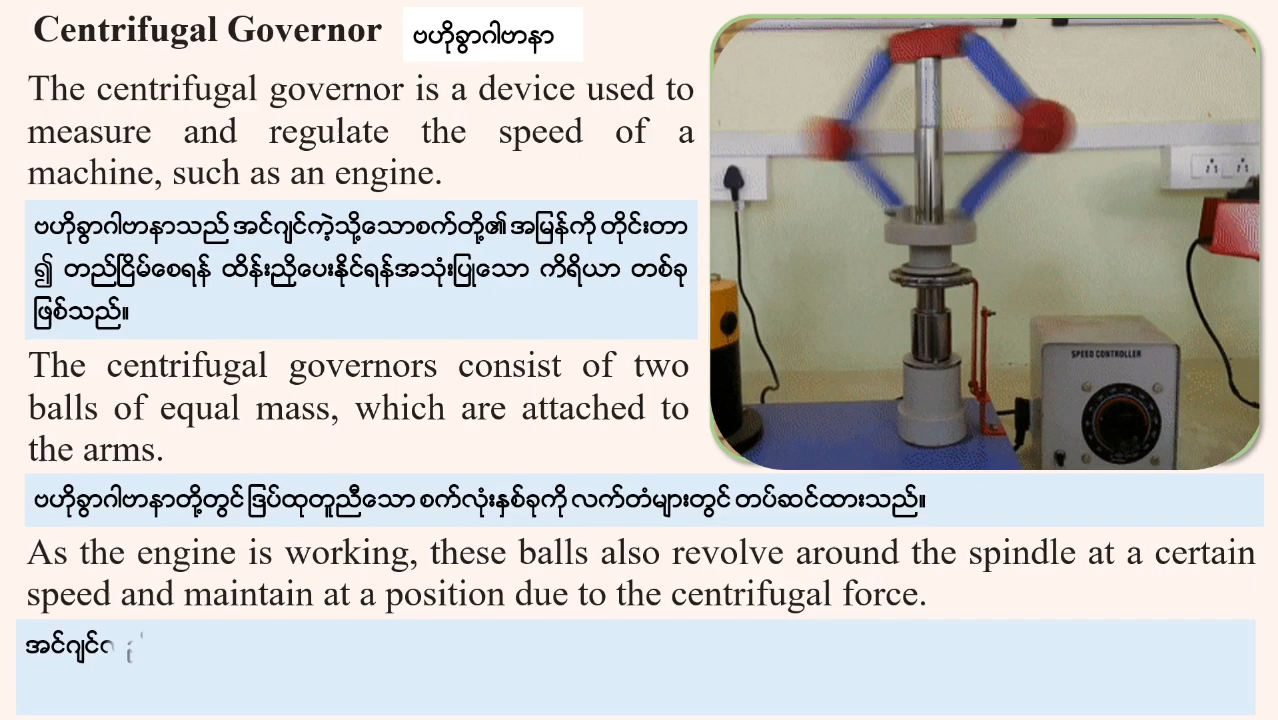 Centrifugal Governor ဗဟိုခွာဂါဗာနာ
The centrifugal governor is a device used to
measure and regulate the speed of a
machine, such as an engine.
ဗဟိုခွာဂါဗာနာသည် အင်ဂျင်ကဲ့သို့သောစက်တို့၏ အမြန်ကို တိုင်းတာ
၍ တည်ငြိမ်စေရန် ထိန်းညှိပေးနိုင်ရန်အသုံးပြုသော ကိရိယာ တစ်ခု
ဖြစ်သည်။
The centrifugal governors consist of two
balls of equal mass, which are attached to
the arms.
ဗဟိုခွာဂါဗာနာတို့တွင် ဒြပ်ထုတူညီသော စက်လုံးနှစ်ခုကို လက်တံများတွင် တပ်ဆင်ထားသည်။
As the engine is working, these balls also revolve around the spindle at a certain
speed and maintain at a position due to the centrifugal force.
အင်ဂျင်
SPEED CONTROLLER